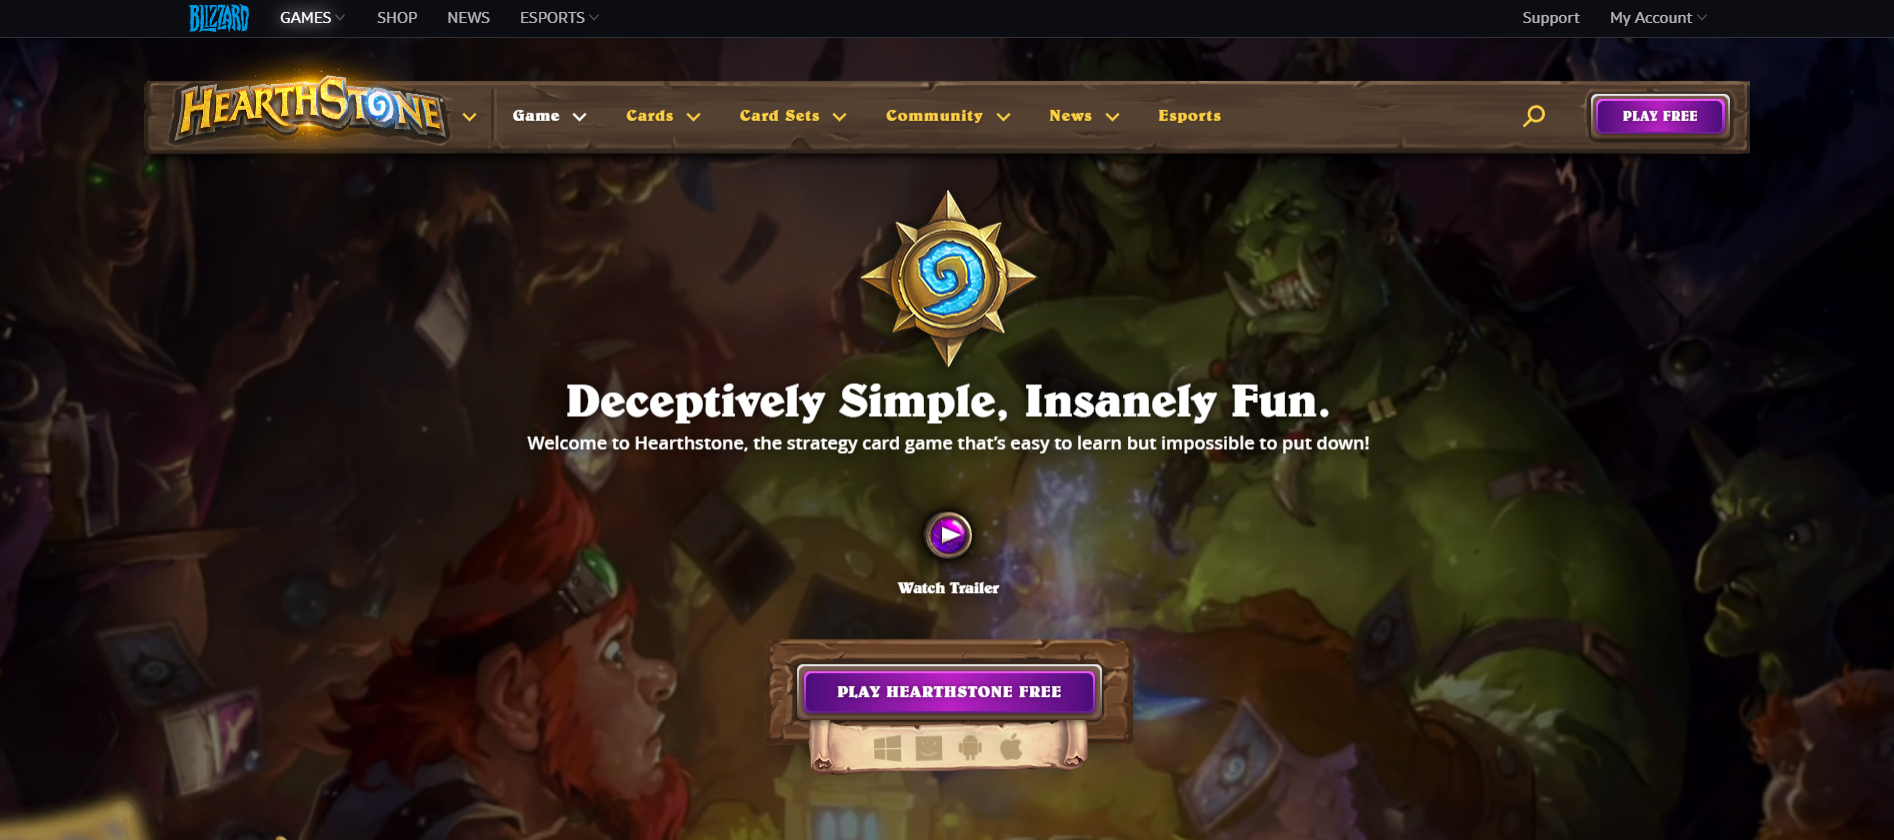 BLIZZARD
GAMES SHOP NEWS ESPORTS Support My Account
HEARTHSTONE Game Cards Card Sets Community News Esports PLAY FREE
Deceptively Simple, Insanely Fun.
Welcome to Hearthstone, the strategy card game that's easy to learn but impossible to put down!
Watch Trailer
PLAY HEARTHSTONE FREE